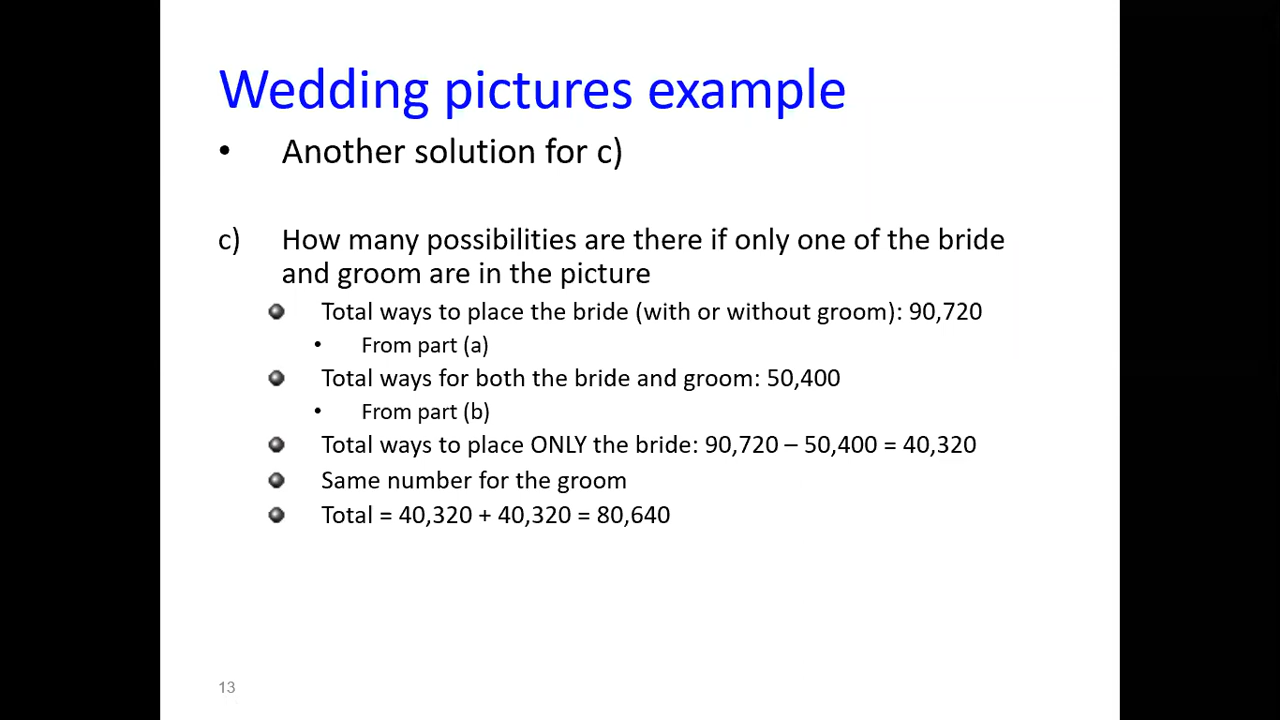 Wedding pictures example
• Another solution for c)
c) How many possibilities are there if only one of the bride
and groom are in the picture
Total ways to place the bride (with or without groom): 90,720
• From part (a)
Total ways for both the bride and groom: 50,400
• From part (b)
Total ways to place ONLY the bride: 90,720 – 50,400 = 40,320
Same number for the groom
Total = 40,320 + 40,320 = 80,640
13